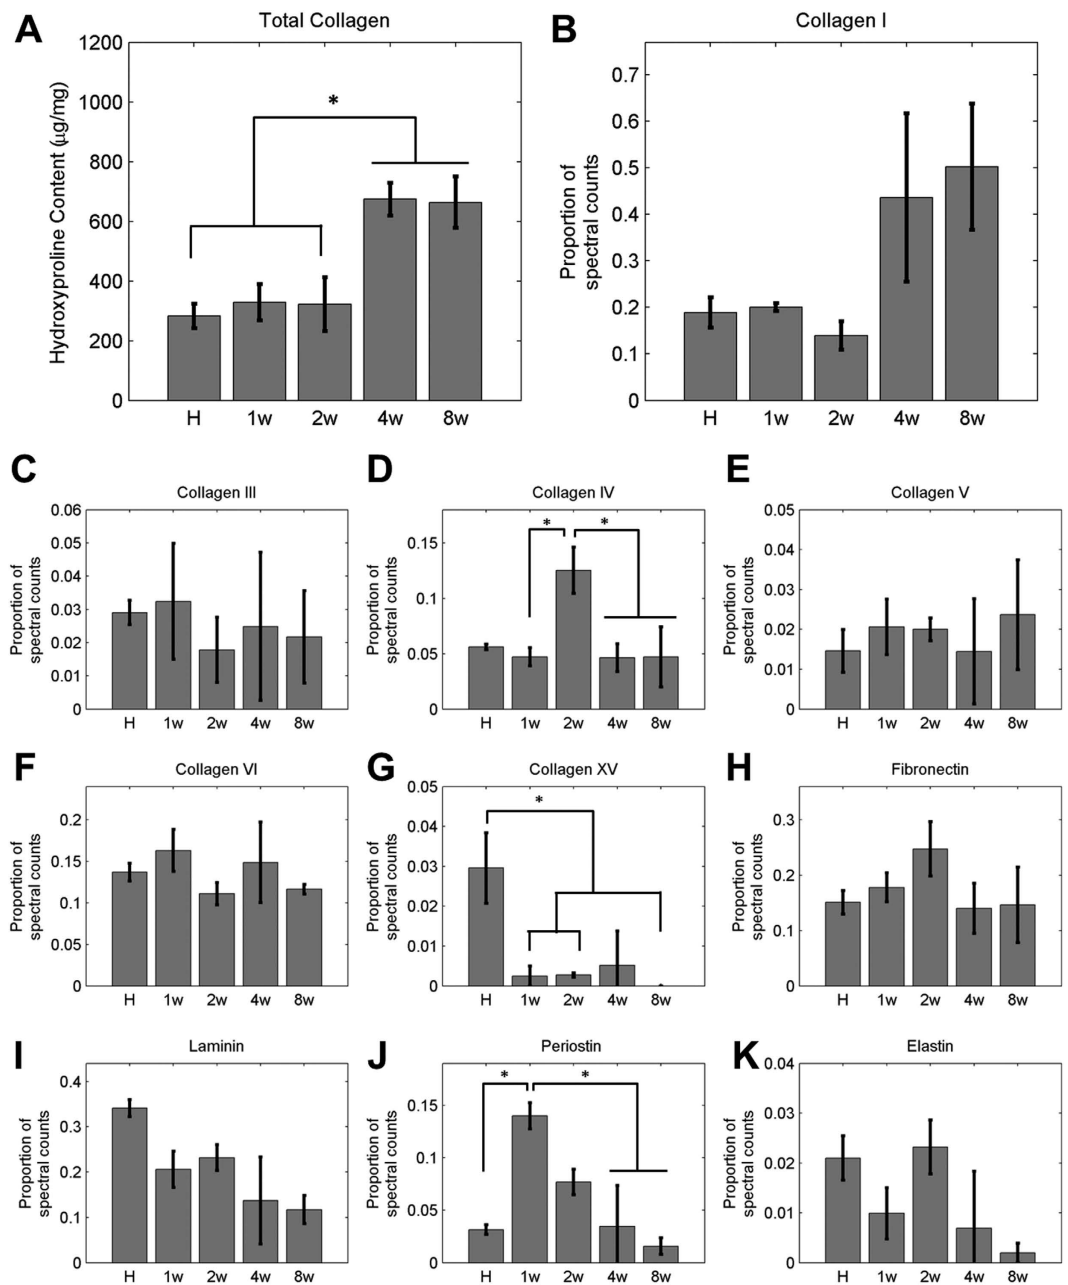 A
Total Collagen
1200
1000
800
600
400
200
0
Hydroxyproline Content (µg/mg)
*
H 1w 2w 4w 8w
B
Collagen I
0.7
0.6
0.5
0.4
0.3
0.2
0.1
0
Proportion of
spectral counts
H 1w 2w 4w 8w
C
Collagen III
0.06
0.05
0.04
0.03
0.02
0.01
0
Proportion of
spectral counts
H 1w 2w 4w 8w
D
Collagen IV
0.15
0.1
0.05
0
Proportion of
spectral counts
* *
H 1w 2w 4w 8w
E
Collagen V
0.05
0.04
0.03
0.02
0.01
0
Proportion of
spectral counts
H 1w 2w 4w 8w
F
Collagen VI
0.2
0.15
0.1
0.05
0
Proportion of
spectral counts
H 1w 2w 4w 8w
G
Collagen XV
0.05
0.04
0.03
0.02
0.01
0
Proportion of
spectral counts
*
H 1w 2w 4w 8w
H
Fibronectin
0.3
0.2
0.1
0
Proportion of
spectral counts
H 1w 2w 4w 8w
I
Laminin
0.4
0.3
0.2
0.1
0
Proportion of
spectral counts
H 1w 2w 4w 8w
J
Periostin
0.15
0.1
0.05
0
Proportion of
spectral counts
* *
H 1w 2w 4w 8w
K
Elastin
0.04
0.03
0.02
0.01
0
Proportion of
spectral counts
H 1w 2w 4w 8w